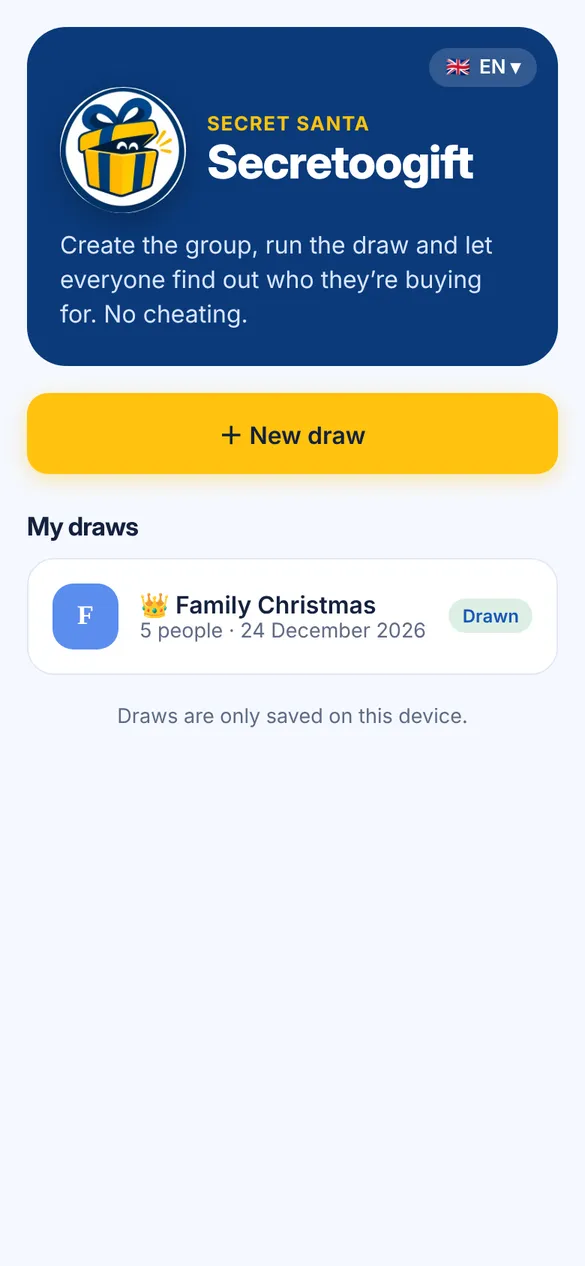 🇬🇧 EN ▾
SECRET SANTA
Secretoogift
Create the group, run the draw and let
everyone find out who they’re buying
for. No cheating.
+ New draw
My draws
F
👑 Family Christmas
5 people · 24 December 2026
Drawn
Draws are only saved on this device.